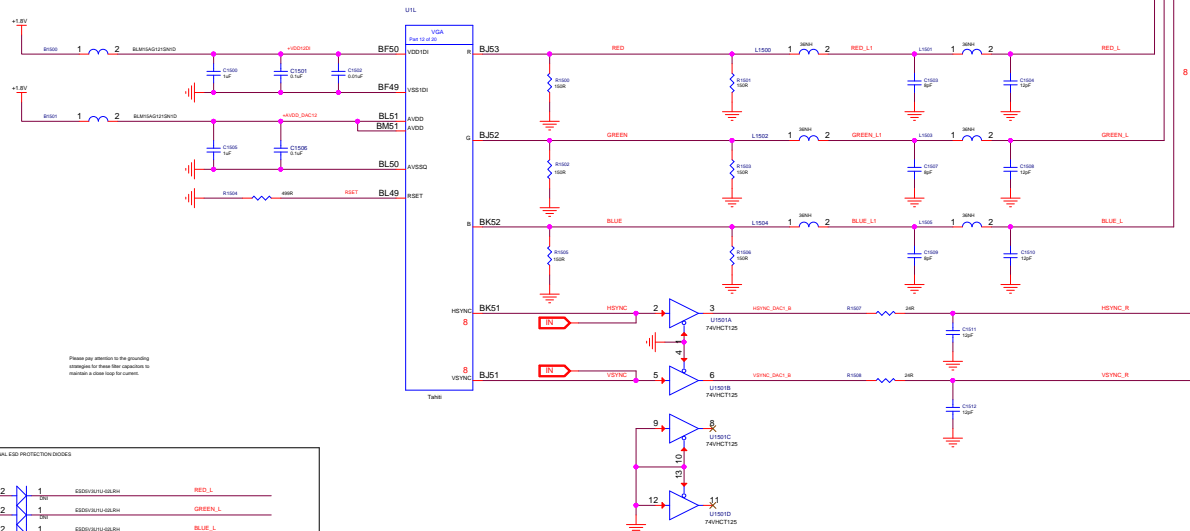 U1L
+1.8V
VGA
Part 12 of 20
B1500 1 2 BLM15AG121SN1D +VDD1DI BF50 VDD1DI R BJ53 RED L1500 1 36NH 2 RED_L1 L1501 1 36NH 2 RED_L
C1500 1uF C1501 0.1uF C1502 0.01uF R1500 150R R1501 150R C1503 8pF C1504 12pF
8
+1.8V BF49 VSS1DI
B1501 1 2 BLM15AG121SN1D +AVDD_DAC12 BL51 AVDD
BM51 AVDD
G BJ52 GREEN L1502 1 36NH 2 GREEN_L1 L1503 1 36NH 2 GREEN_L
C1505 1uF C1506 0.1uF
BL50 AVSSQ R1502 150R R1503 150R C1507 8pF C1508 12pF
R1504 499R RSET BL49 RSET
B BK52 BLUE L1504 1 36NH 2 BLUE_L1 L1505 1 36NH 2 BLUE_L
R1505 150R R1506 150R C1509 8pF C1510 12pF
HSYNC BK51 HSYNC 2 3 HSYNC_DAC1_B R1507 24R HSYNC_R
8 IN U1501A
74VHCT125
C1511 12pF
1
4
Please pay attention to the grounding
strategies for these filter capacitors to
maintain a close loop for current.
8 IN
VSYNC BJ51 VSYNC 5 6 VSYNC_DAC1_B R1508 24R VSYNC_R
U1501B
74VHCT125
Tahiti
C1512 12pF
9 8
U1501C
74VHCT125
10
13
12 11
U1501D
74VHCT125
AL ESD PROTECTION DIODES
2 1 ESD5V3U1U-02LRH RED_L
DNI
2 1 ESD5V3U1U-02LRH GREEN_L
DNI
2 1 ESD5V3U1U-02LRH BLUE_L